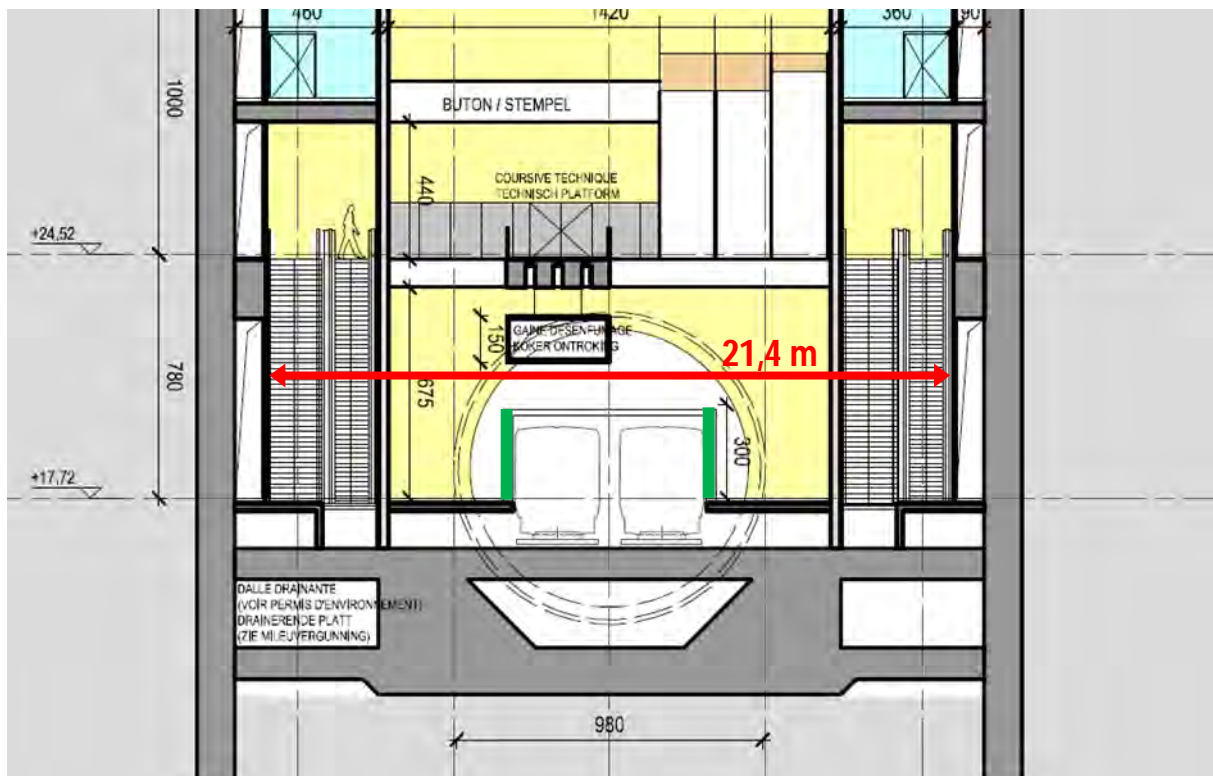 460
1420
360
90
1000
BUTON / STEMPEL
440
COURSIVE TECHNIQUE
TECHNISCH PLATFORM
+24,52
150
GAINE DESENFUMAGE
KOKER ONTROKING
21,4 m
780
675
300
+17,72
DALLE DRAINANTE
(VOIR PERMIS D'ENVIRONNEMENT)
DRAINERENDE PLATT
(ZIE MILEUVERGUNNING)
980